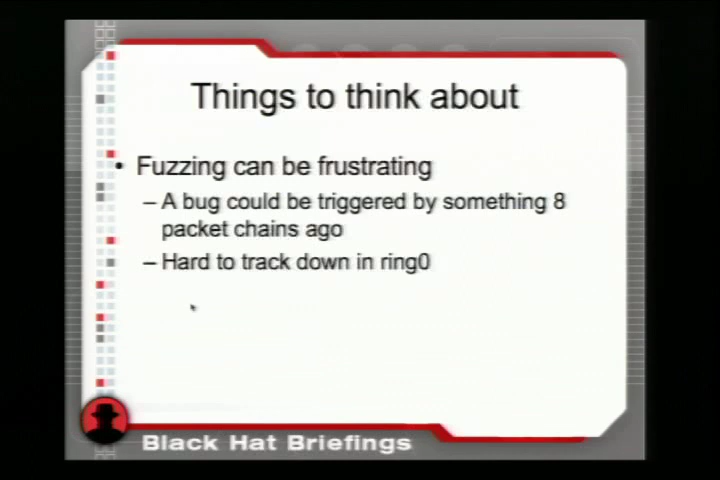 Things to think about
• Fuzzing can be frustrating
– A bug could be triggered by something 8
packet chains ago
– Hard to track down in ring0
Black Hat Briefings